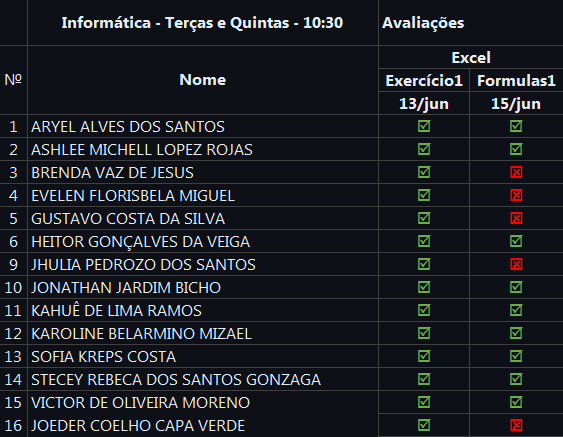 Informática - Terças e Quintas - 10:30 Avaliações
Excel
Nº Nome Exercício1 Formulas1
13/jun 15/jun
1 ARYEL ALVES DOS SANTOS ☑ ☑
2 ASHLEE MICHELL LOPEZ ROJAS ☑ ☑
3 BRENDA VAZ DE JESUS ☑ ☒
4 EVELEN FLORISBELA MIGUEL ☑ ☒
5 GUSTAVO COSTA DA SILVA ☑ ☒
6 HEITOR GONÇALVES DA VEIGA ☑ ☑
9 JHULIA PEDROZO DOS SANTOS ☑ ☒
10 JONATHAN JARDIM BICHO ☑ ☑
11 KAHUÊ DE LIMA RAMOS ☑ ☑
12 KAROLINE BELARMINO MIZAEL ☑ ☑
13 SOFIA KREPS COSTA ☑ ☑
14 STECEY REBECA DOS SANTOS GONZAGA ☑ ☑
15 VICTOR DE OLIVEIRA MORENO ☑ ☑
16 JOEDER COELHO CAPA VERDE ☑ ☒